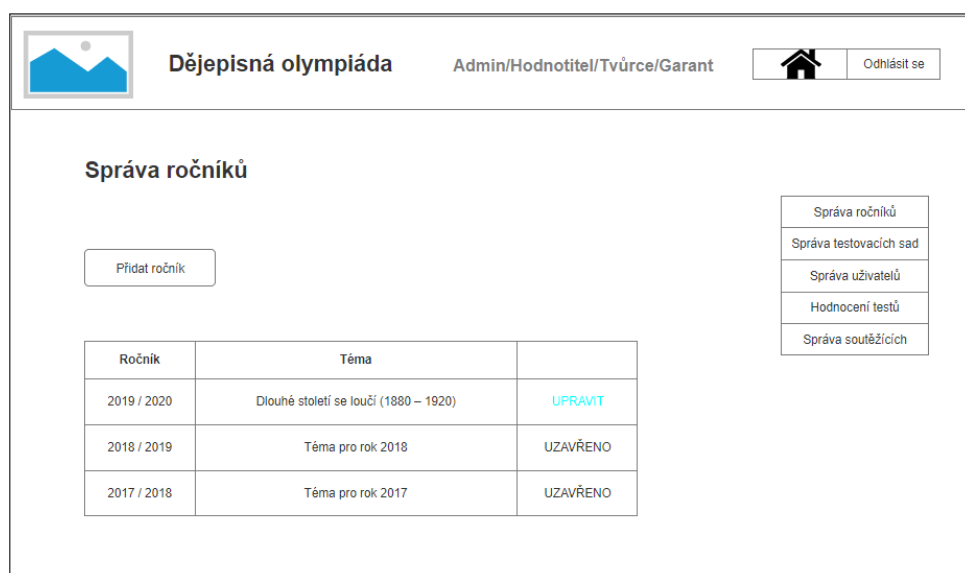 Dějepisná olympiáda
Admin/Hodnotitel/Tvůrce/Garant
Odhlásit se
Správa ročníků
Přidat ročník
Správa ročníků
Správa testovacích sad
Správa uživatelů
Hodnocení testů
Správa soutěžících
Ročník Téma
2019 / 2020 Dlouhé století se loučí (1880 – 1920) UPRAVIT
2018 / 2019 Téma pro rok 2018 UZAVŘENO
2017 / 2018 Téma pro rok 2017 UZAVŘENO